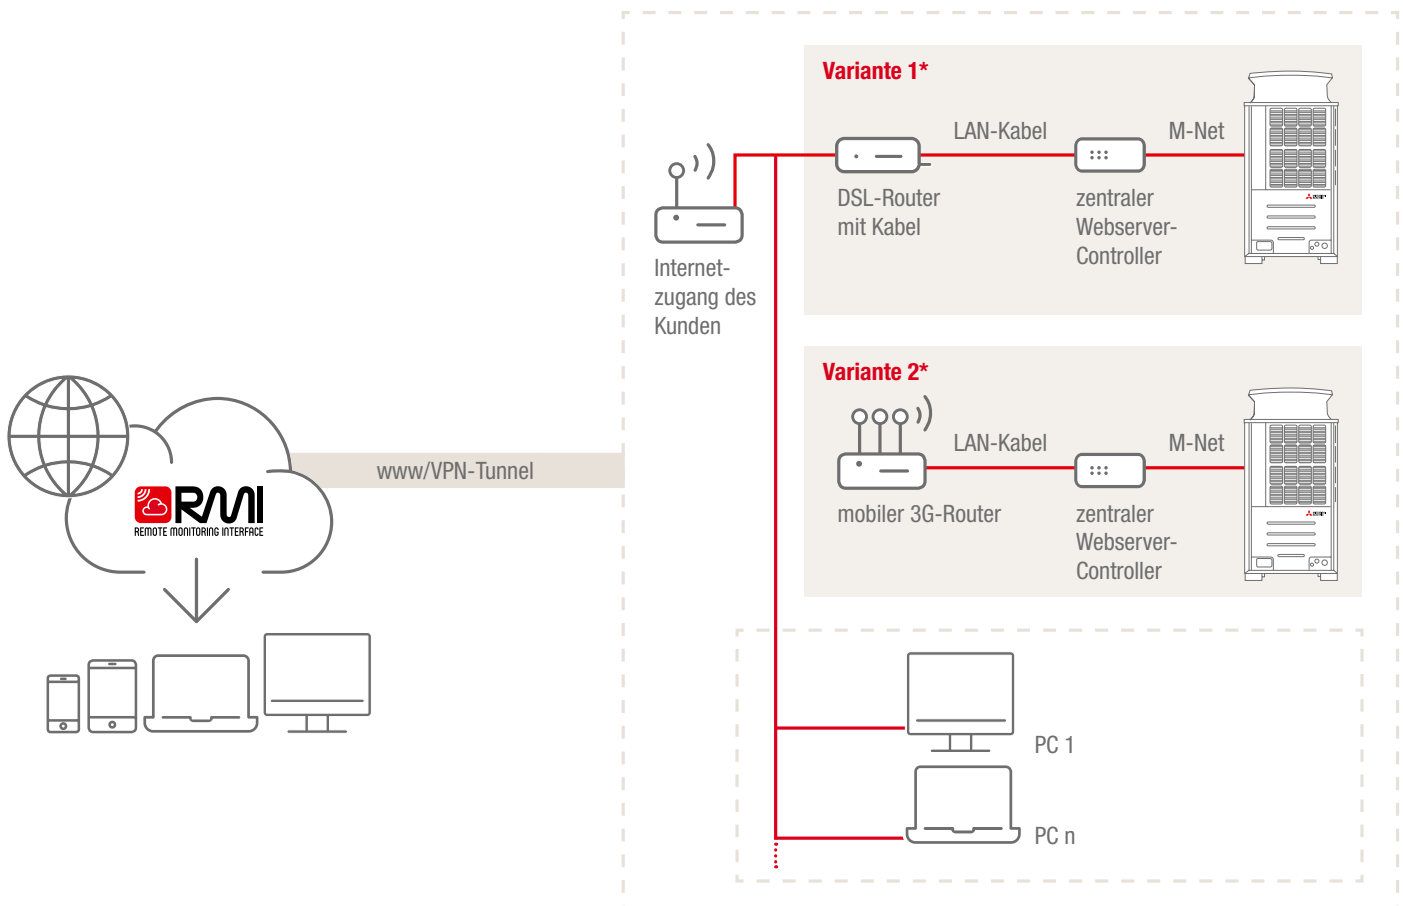 Variante 1*
LAN-Kabel
M-Net
DSL-Router
mit Kabel
zentraler
Webserver-
Controller
Internet-
zugang des
Kunden
Variante 2*
LAN-Kabel
M-Net
mobiler 3G-Router
zentraler
Webserver-
Controller
www/VPN-Tunnel
RMI
REMOTE MONITORING INTERFACE
PC 1
PC n